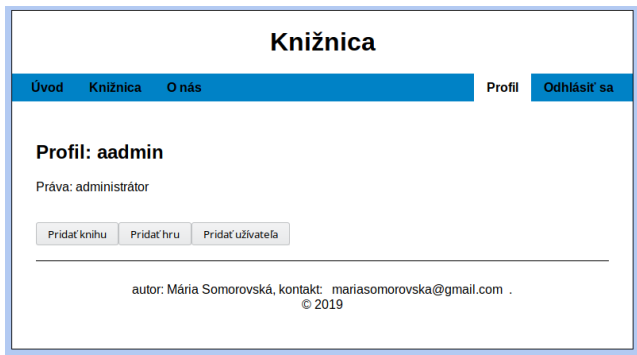 Knižnica
Úvod Knižnica O nás Profil Odhlásiť sa
Profil: aadmin
Práva: administrátor
Pridať knihu Pridať hru Pridať užívateľa
autor: Mária Somorovská, kontakt: mariasomorovska@gmail.com .
© 2019